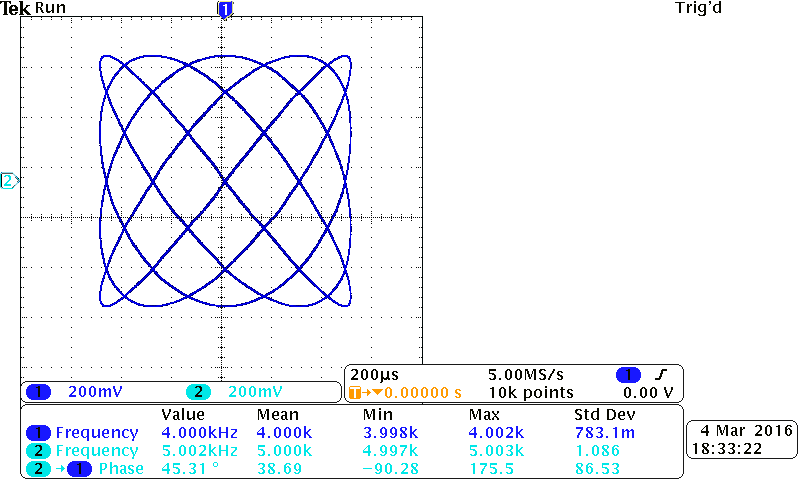 Tek Run 1 Trig'd
2
1 200mV 2 200mV
200µs 5.00MS/s 1
T 0.00000 s 10k points 0.00 V
Value Mean Min Max Std Dev
1 Frequency 4.000kHz 4.000k 3.998k 4.002k 783.1m
2 Frequency 5.002kHz 5.000k 4.997k 5.003k 1.086
2 → 1 Phase 45.31 ° 38.69 −90.28 175.5 86.53
4 Mar 2016
18:33:22